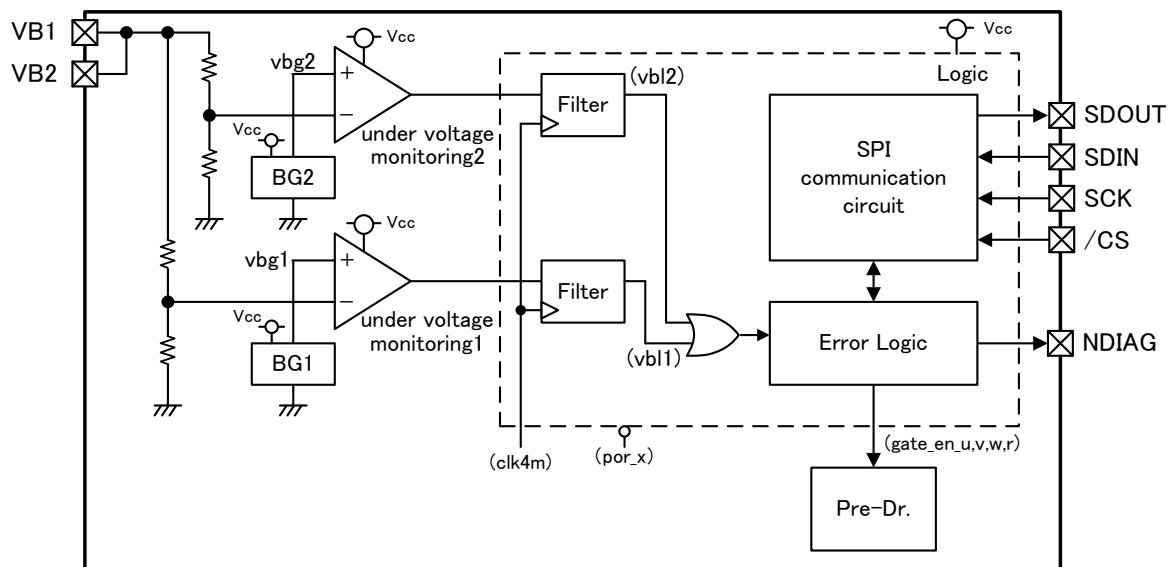 VB1
VB2
Vcc
vbg2
+
−
under voltage
monitoring2
Vcc
BG2
Filter
(vbl2)
Vcc
Logic
SPI
communication
circuit
SDOUT
SDIN
SCK
/CS
Vcc
vbg1
+
−
under voltage
monitoring1
Vcc
BG1
Filter
(vbl1)
Error Logic
NDIAG
(clk4m)
(por_x)
(gate_en_u,v,w,r)
Pre-Dr.